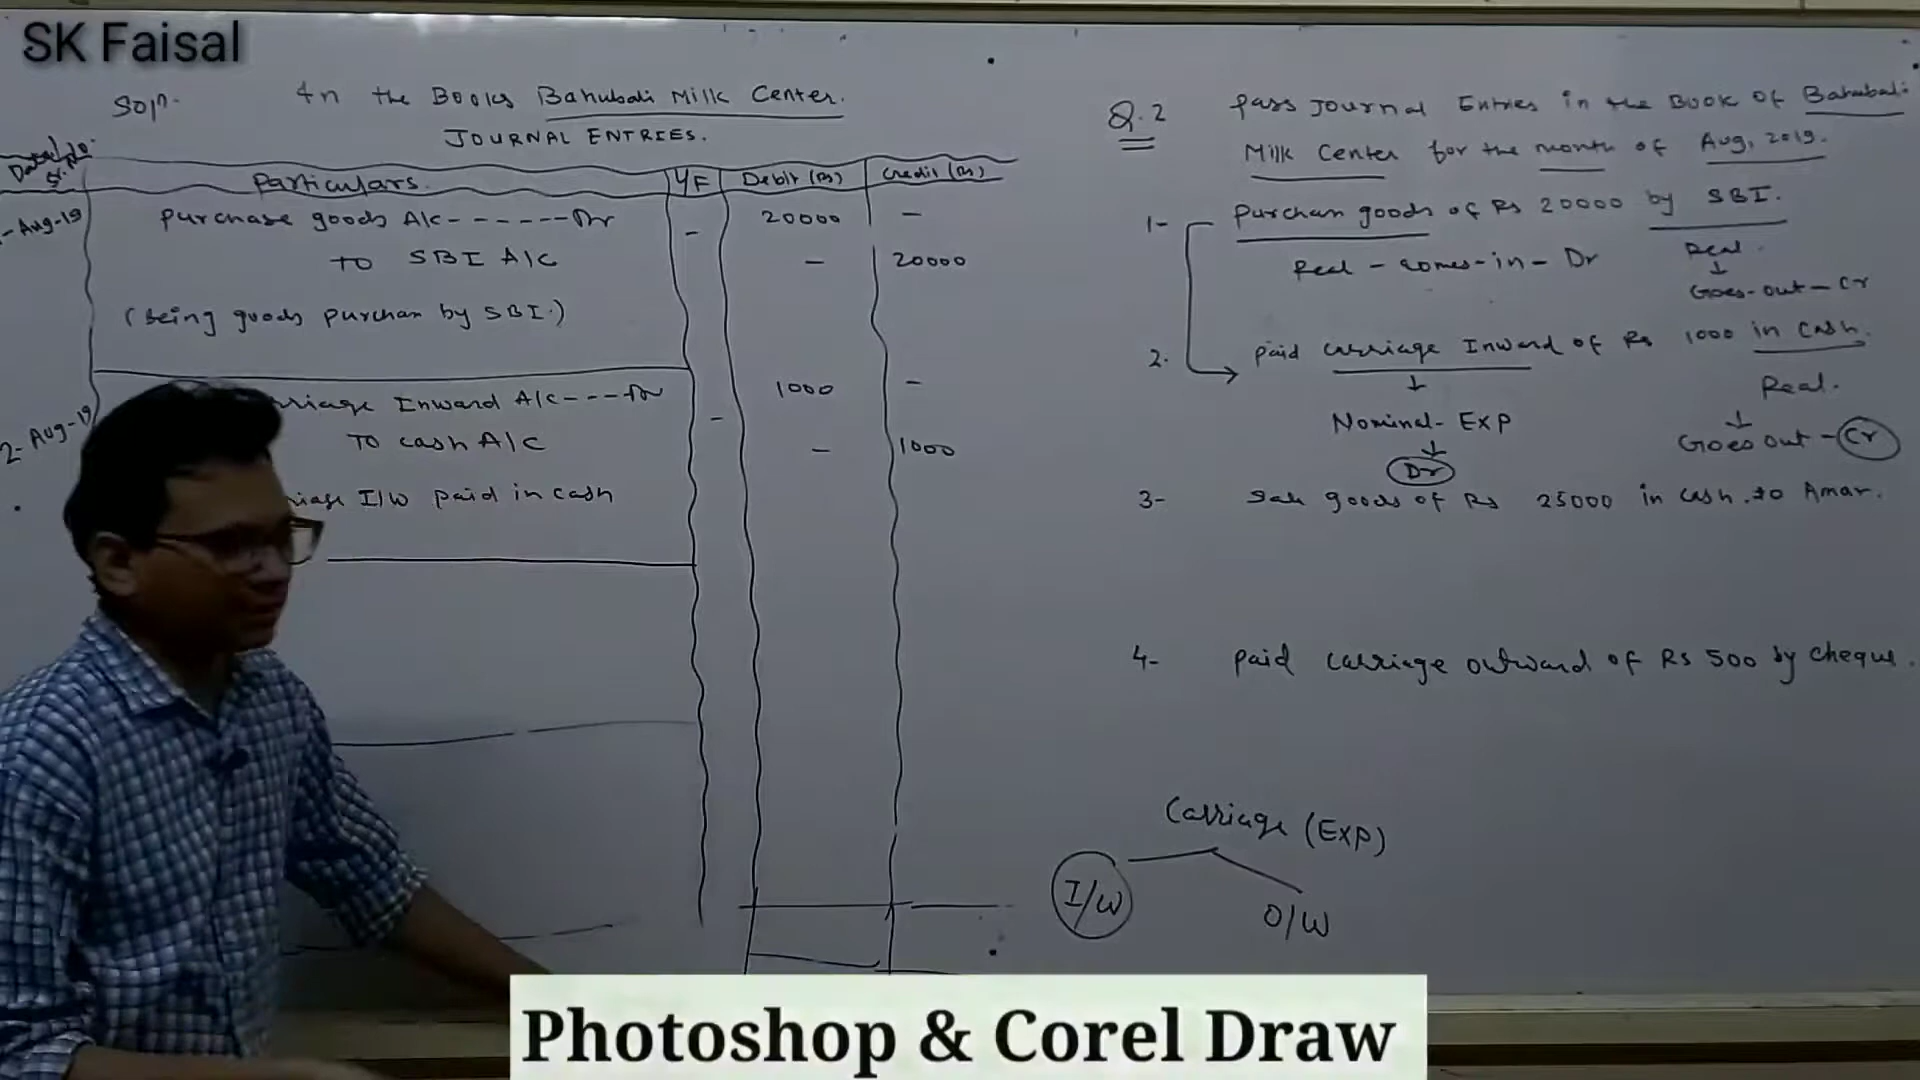 SK Faisal
Soln.
In the Books Bahubali Milk Center.
JOURNAL ENTRIES.
Particulars.
L/F
Debit (Rs)
Credit (Rs)
-Aug-19
Purchase goods A/c------Dr
-
20000
-
To SBI A/c
-
20000
(Being goods purchase by SBI.)
2-Aug-19
rriage Inward A/c---Dr
-
1000
-
To cash A/c
-
1000
riage I/W paid in cash
Q.2
Pass Journal Entries in the Book of Bahubali
Milk Center for the month of Aug, 2019.
1-
Purchase goods of Rs 20000 by SBI.
Real - comes-in- Dr
Real
Goes-out-Cr
2.
paid carriage Inward of Rs 1000 in cash.
Nominal- Exp
Dr
Real.
Goes out - Cr
3-
Sale goods of Rs 25000 in cash to Amar.
4-
Paid carriage outward of Rs 500 by cheque.
Carriage (EXP)
I/W
O/W
Photoshop & Corel Draw